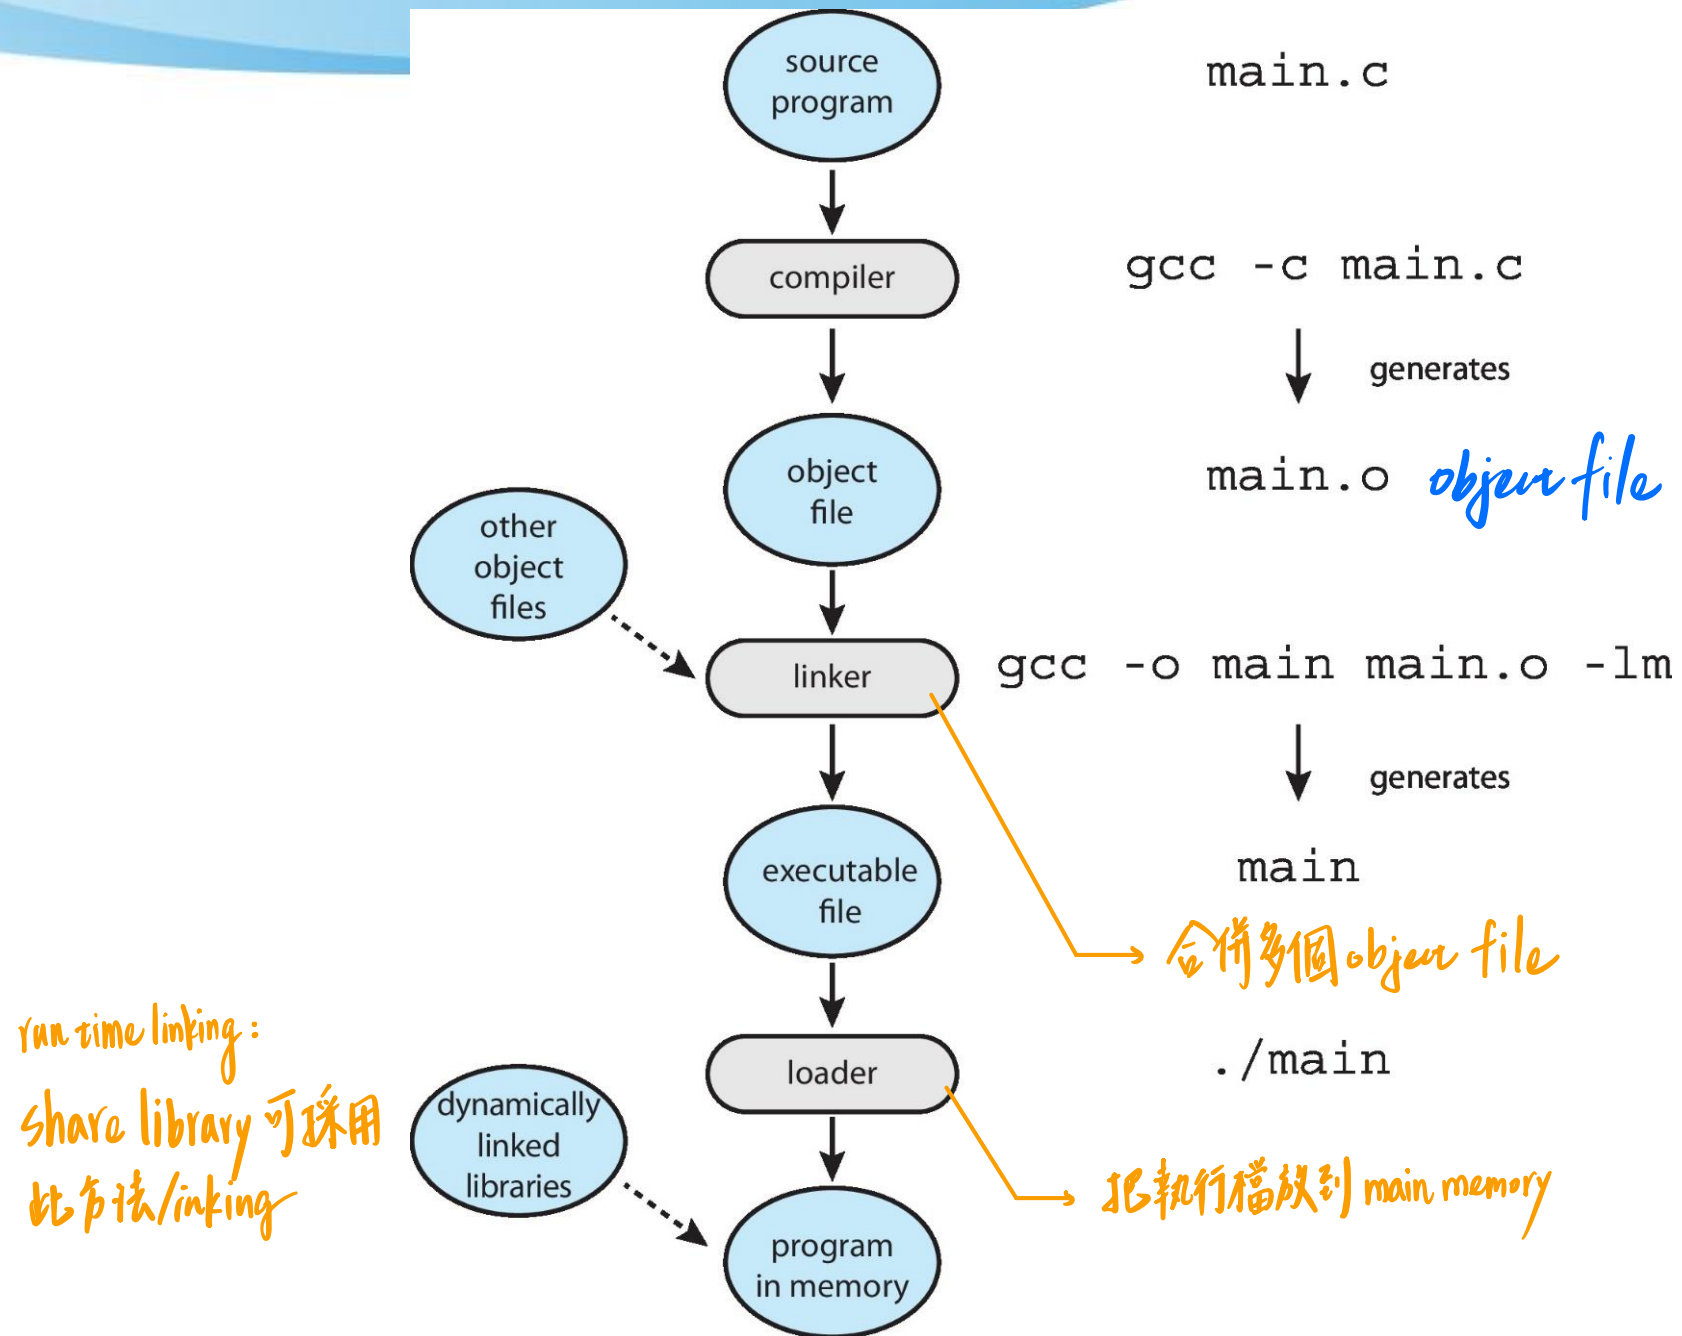 source
program
main.c
compiler
gcc -c main.c
generates
object
file
main.o object file
other
object
files
linker
gcc -o main main.o -lm
generates
executable
file
main
合併多個 object file
run time linking :
share library 可採用
此方法 linking
loader
./main
dynamically
linked
libraries
把執行檔放到 main memory
program
in memory